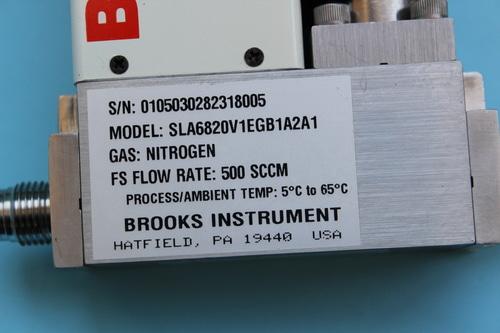 B
S/N: 0105030282318005
MODEL: SLA6820V1EGB1A2A1
GAS: NITROGEN
FS FLOW RATE: 500 SCCM
PROCESS/AMBIENT TEMP: 5°C to 65°C
BROOKS INSTRUMENT
HATFIELD, PA 19440 USA